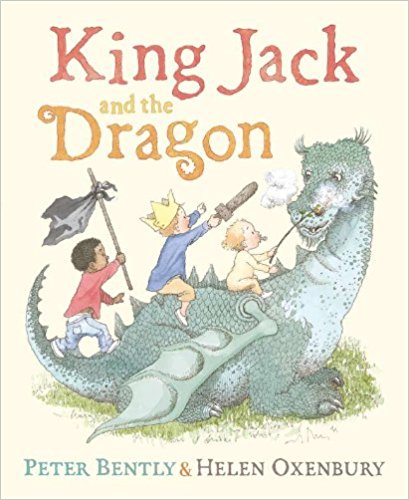 King Jack
and the
Dragon
PETER BENTLY & HELEN OXENBURY